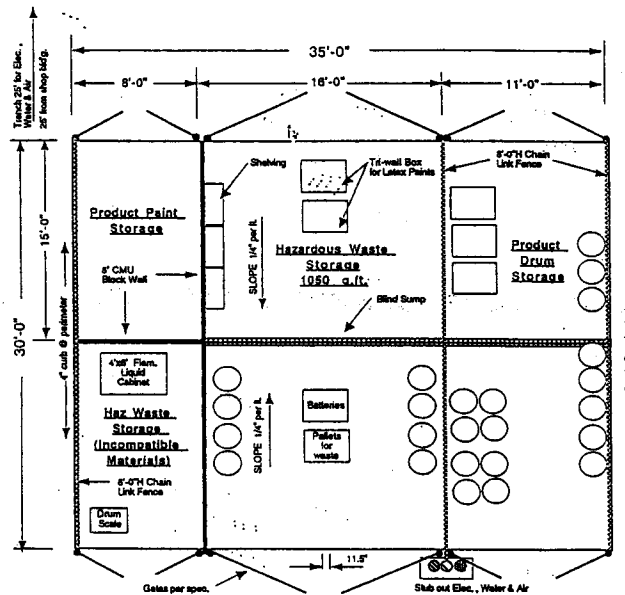 Trench 25' for Elec.,
Water & Air
25' from shop bldg.
35'-0"
8'-0"
16'-0"
11'-0"
30'-0"
15'-0"
4" curb @ perimeter
Shelving
Tri-wall Box
for Latex Paints
8'-0"H Chain
Link Fence
Product Paint
Storage
8" CMU
Block Wall
SLOPE 1/4" per ft.
Hazardous Waste
Storage
1050 q.ft.
Product
Drum
Storage
Blind Sump
4'x8' Flam.
Liquid
Cabinet
Haz Waste
Storage
(Incompatible
Materials)
8'-0"H Chain
Link Fence
Drum
Scale
SLOPE 1/4" per ft.
Batteries
Pallets
for
waste
11.5"
Gates per spec.
Stub out Elec., Water & Air